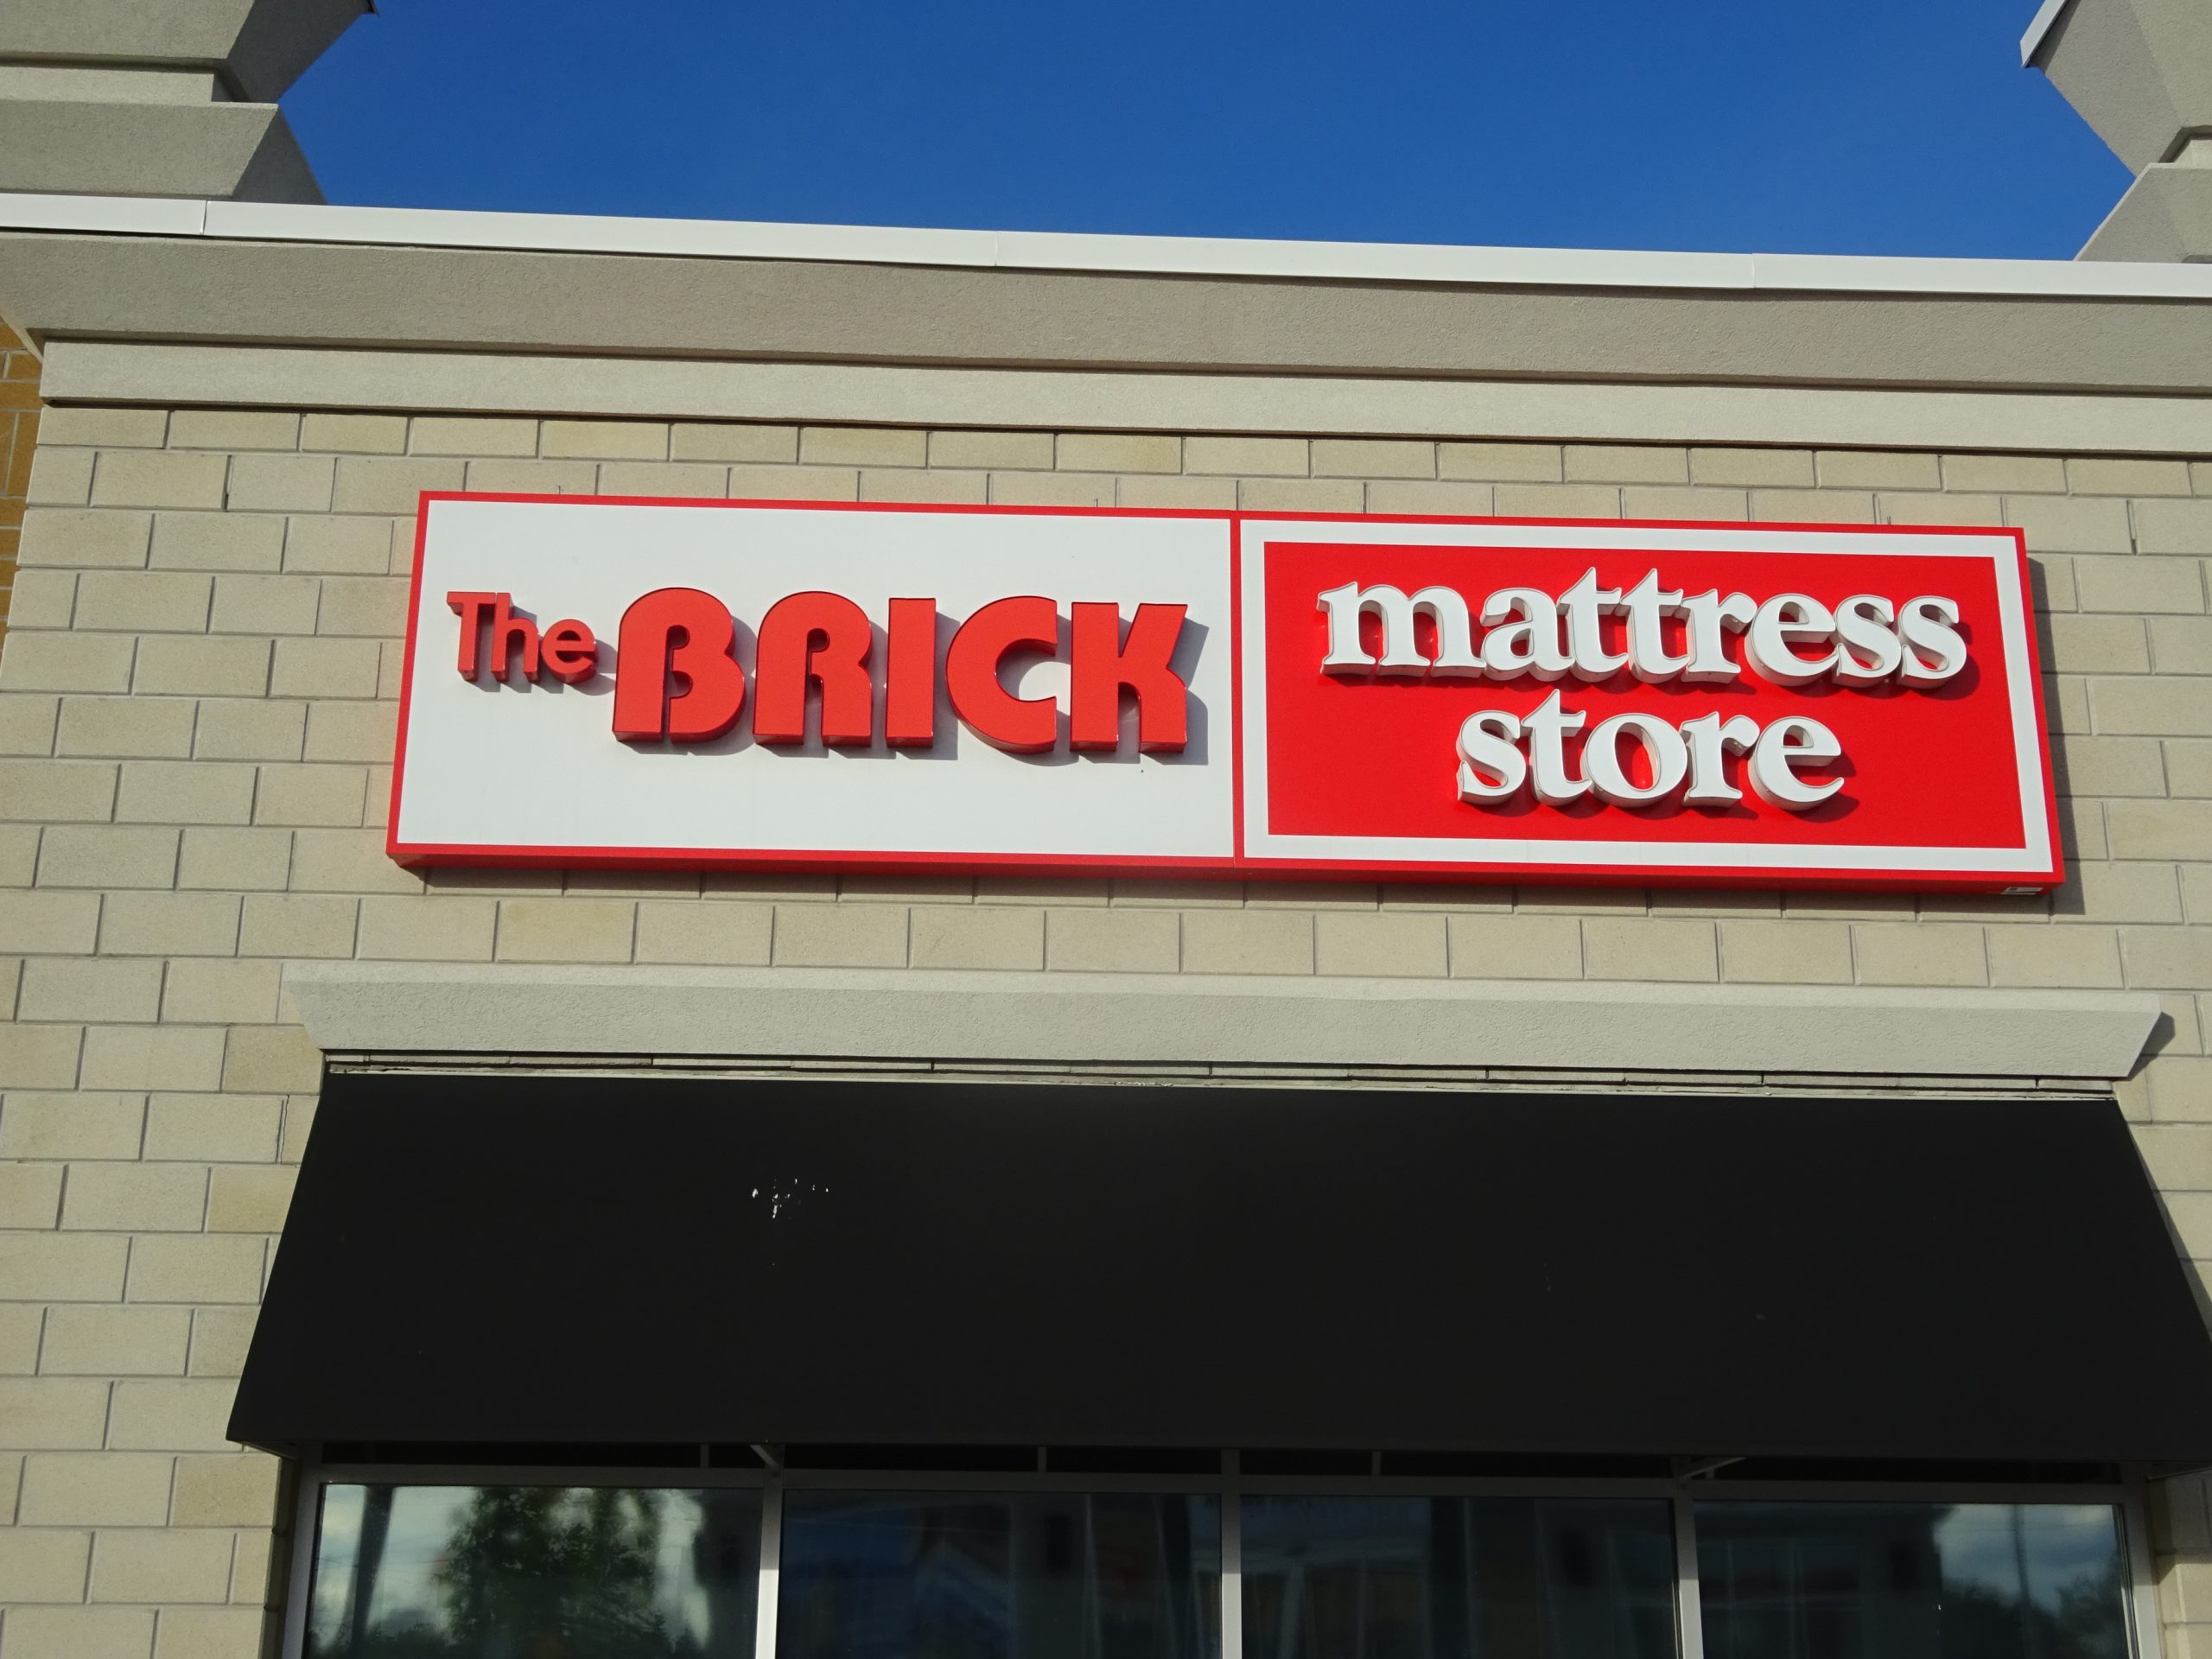 The BRICK
mattress
store